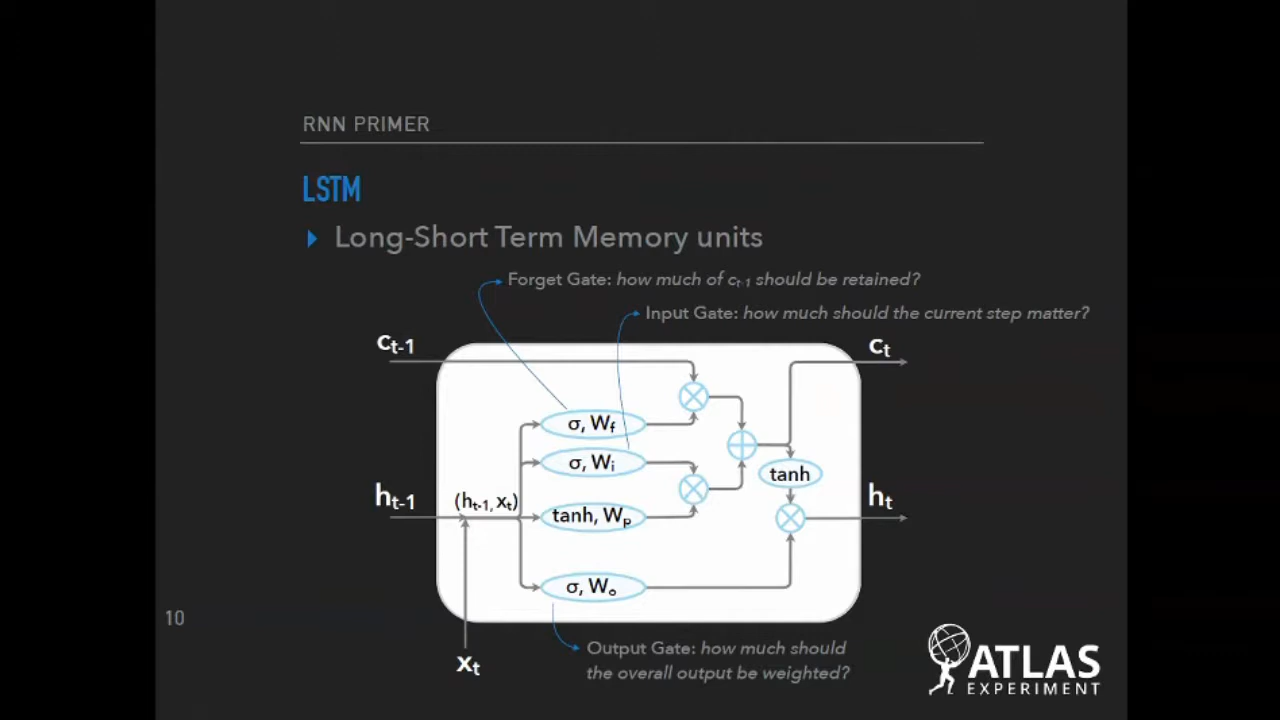 RNN PRIMER
LSTM
Long-Short Term Memory units
Forget Gate: how much of ct-1 should be retained?
Input Gate: how much should the current step matter?
ct-1
ct
σ, Wf
σ, Wi
tanh
ht-1
(ht-1, xt)
tanh, Wp
ht
σ, Wo
10
Output Gate: how much should
the overall output be weighted?
xt
ATLAS
EXPERIMENT